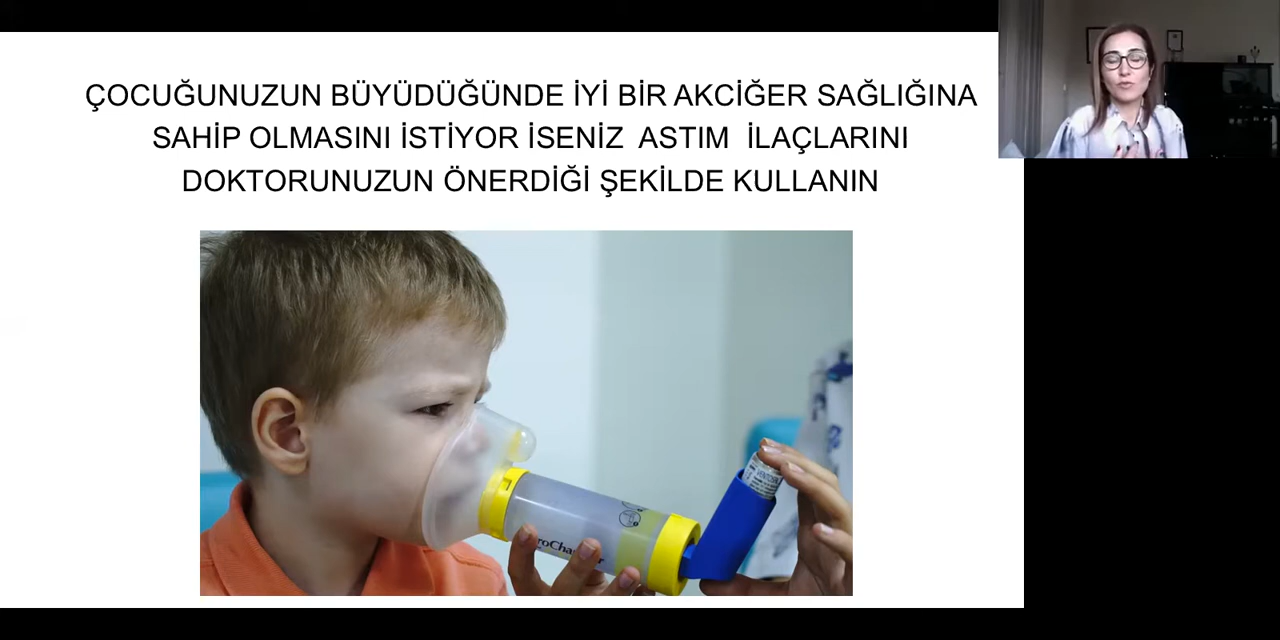 ÇOCUĞUNUZUN BÜYÜDÜĞÜNDE İYİ BİR AKCİĞER SAĞLIĞINA
SAHİP OLMASINI İSTİYOR İSENİZ ASTIM İLAÇLARINI
DOKTORUNUZUN ÖNERDİĞİ ŞEKİLDE KULLANIN